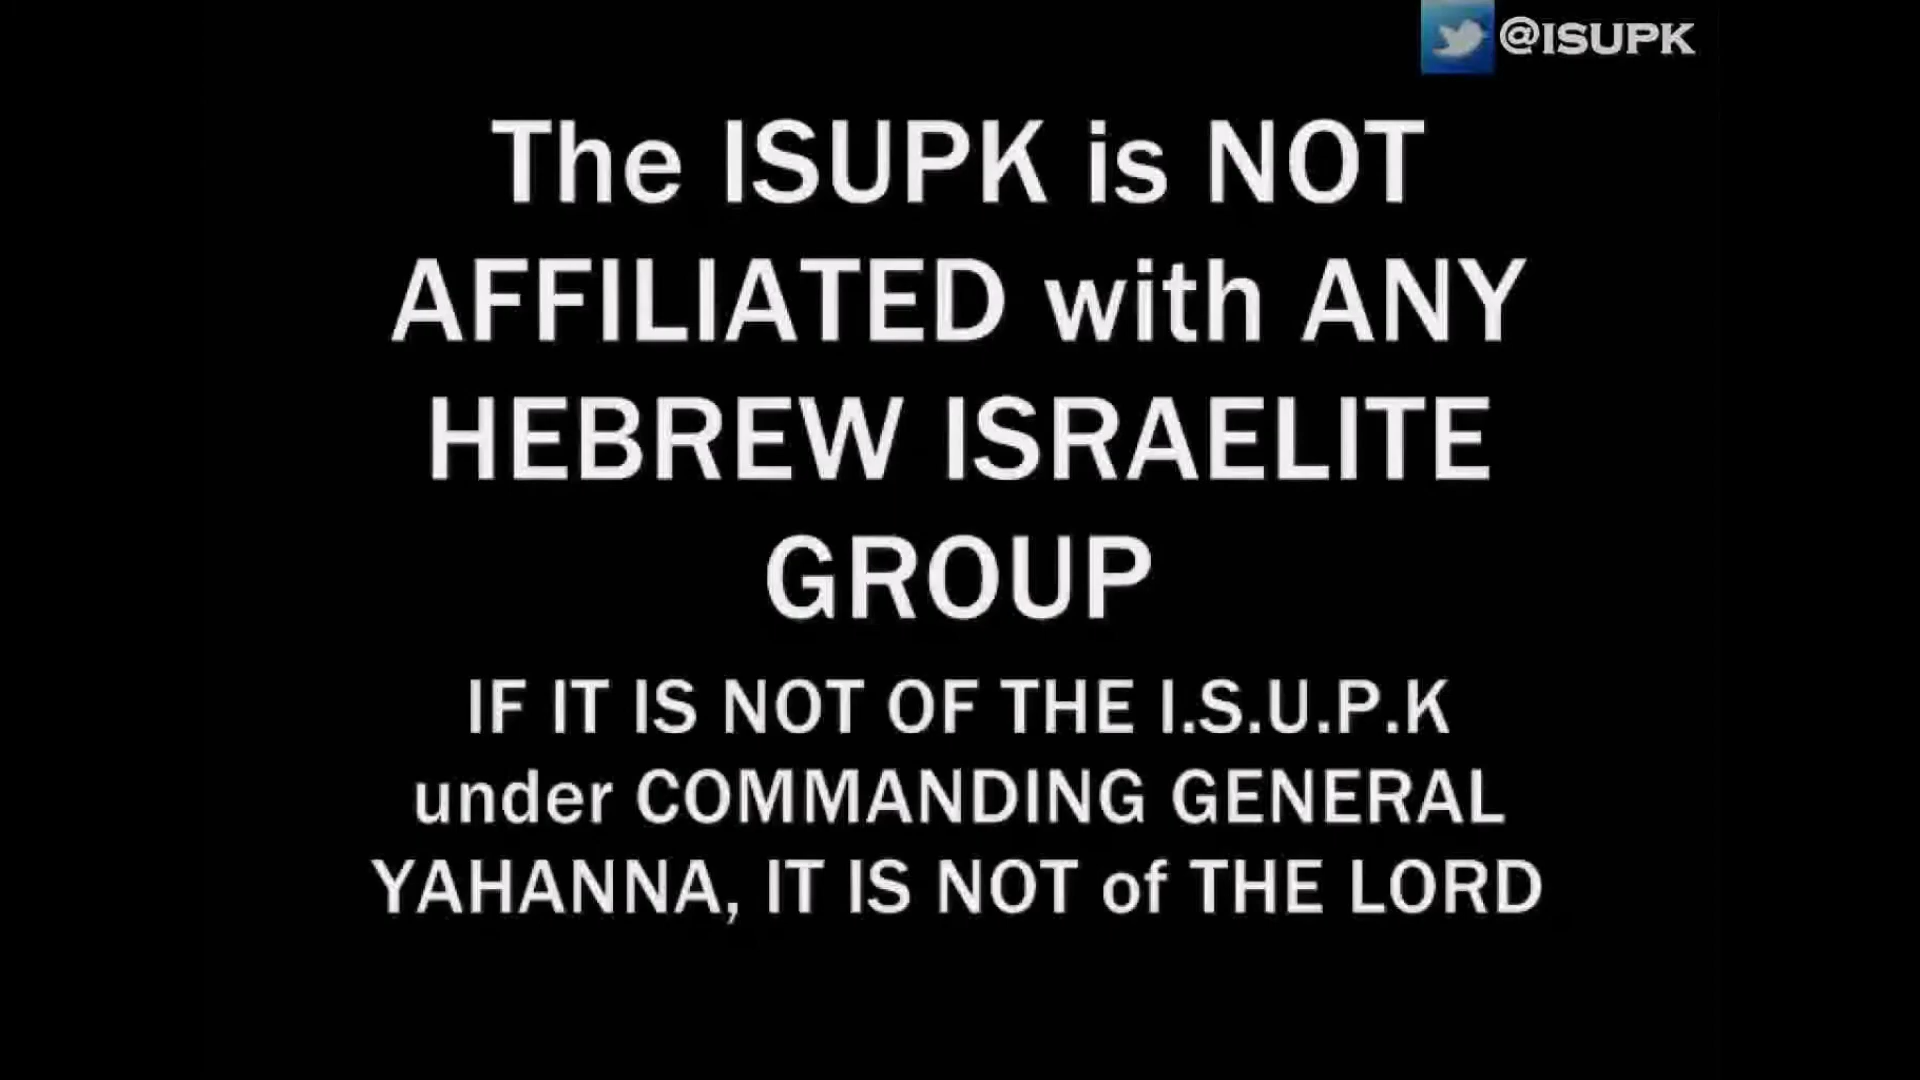 @ISUPK
The ISUPK is NOT
AFFILIATED with ANY
HEBREW ISRAELITE
GROUP
IF IT IS NOT OF THE I.S.U.P.K
under COMMANDING GENERAL
YAHANNA, IT IS NOT of THE LORD